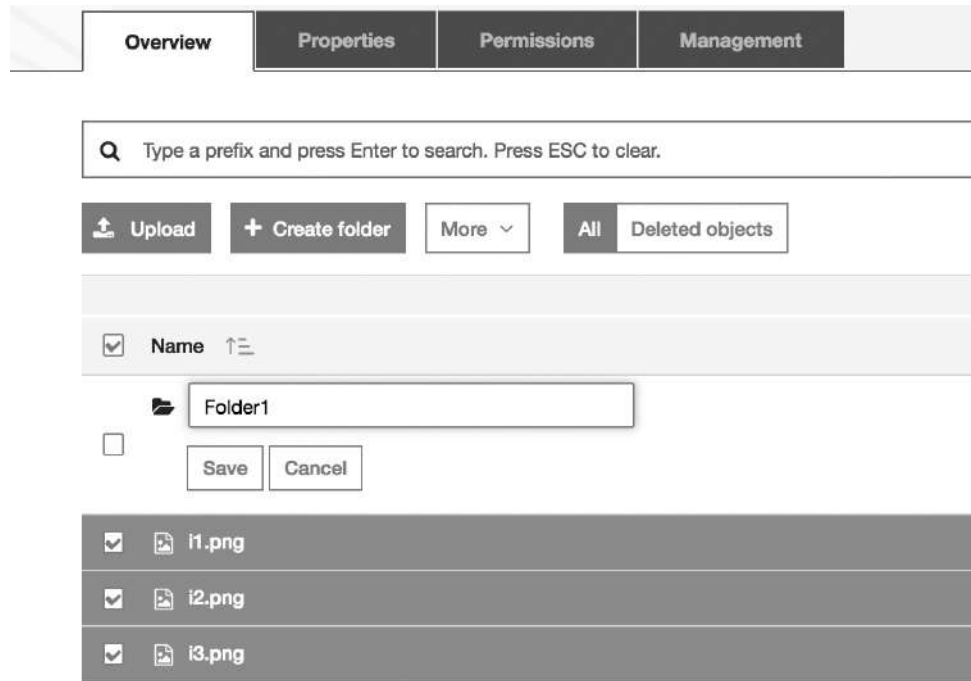 Overview Properties Permissions Management
Type a prefix and press Enter to search. Press ESC to clear.
Upload + Create folder More All Deleted objects
Name
Folder1
Save Cancel
i1.png
i2.png
i3.png